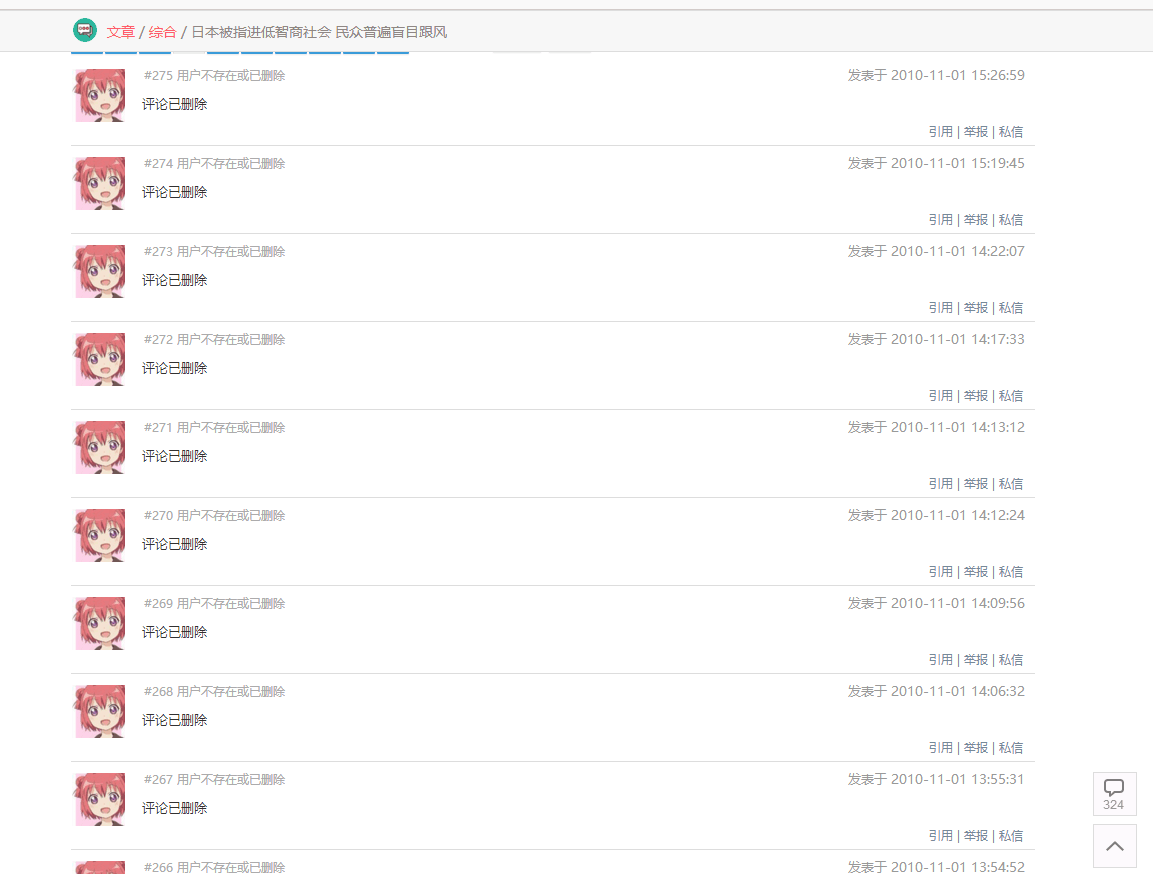 文章 / 综合 / 日本被指进低智商社会 民众普遍盲目跟风
#275 用户不存在或已删除 发表于 2010-11-01 15:26:59
评论已删除
引用 | 举报 | 私信
#274 用户不存在或已删除 发表于 2010-11-01 15:19:45
评论已删除
引用 | 举报 | 私信
#273 用户不存在或已删除 发表于 2010-11-01 14:22:07
评论已删除
引用 | 举报 | 私信
#272 用户不存在或已删除 发表于 2010-11-01 14:17:33
评论已删除
引用 | 举报 | 私信
#271 用户不存在或已删除 发表于 2010-11-01 14:13:12
评论已删除
引用 | 举报 | 私信
#270 用户不存在或已删除 发表于 2010-11-01 14:12:24
评论已删除
引用 | 举报 | 私信
#269 用户不存在或已删除 发表于 2010-11-01 14:09:56
评论已删除
引用 | 举报 | 私信
#268 用户不存在或已删除 发表于 2010-11-01 14:06:32
评论已删除
引用 | 举报 | 私信
#267 用户不存在或已删除 发表于 2010-11-01 13:55:31
评论已删除
324
引用 | 举报 | 私信
#266 用户不存在或已删除 发表于 2010-11-01 13:54:52